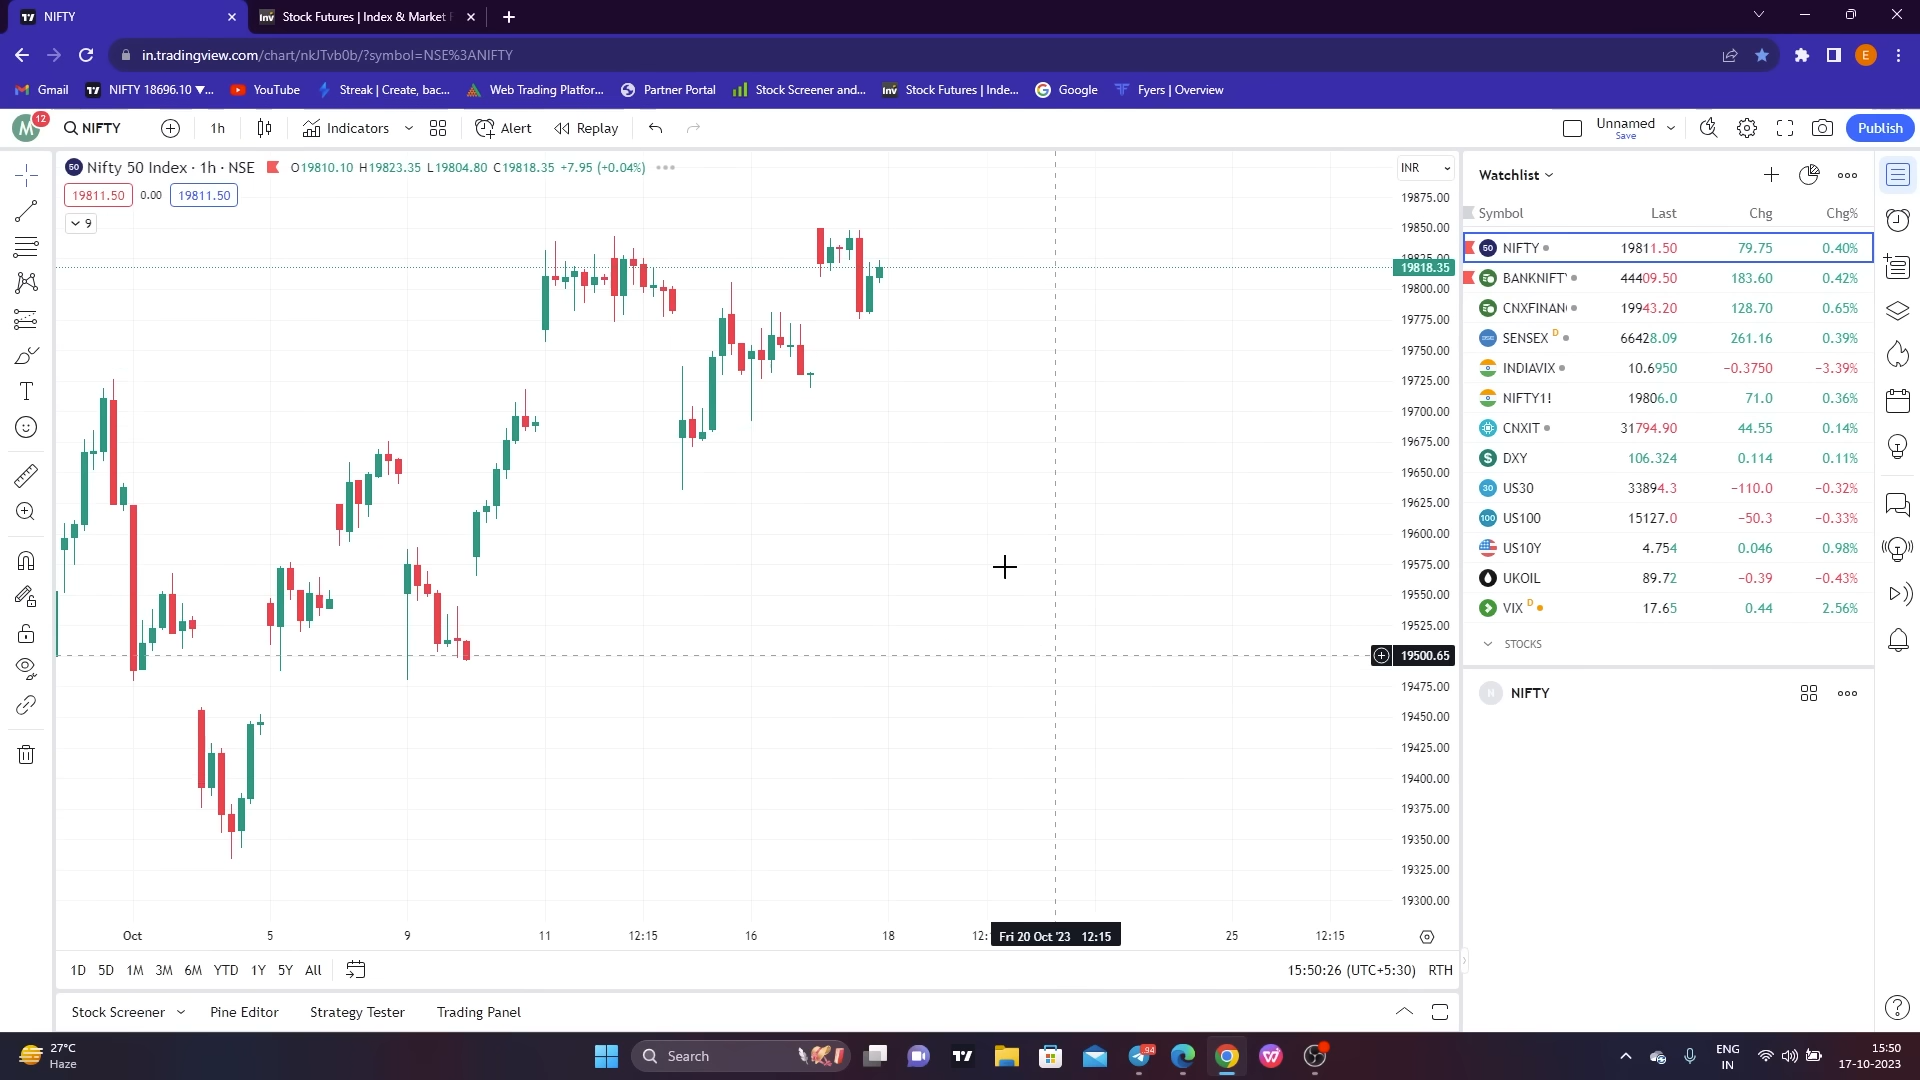 NIFTY
Stock Futures | Index & Market
in.tradingview.com/chart/nkJTvb0b/?symbol=NSE%3ANIFTY
E
Gmail NIFTY 18696.10 ▼... YouTube Streak | Create, bac... Web Trading Platfor... Partner Portal Stock Screener and... Stock Futures | Inde... Google Fyers | Overview
M 12 NIFTY 1h Indicators Alert Replay Unnamed Save Publish
50 Nifty 50 Index · 1h · NSE O19810.10 H19823.35 L19804.80 C19818.35 +7.95 (+0.04%) INR
19811.50 0.00 19811.50
9
19875.00
19850.00
19825.00
19818.35
19800.00
19775.00
19750.00
19725.00
19700.00
19675.00
19650.00
19625.00
19600.00
19575.00
19550.00
19525.00
19500.65
19475.00
19450.00
19425.00
19400.00
19375.00
19350.00
19325.00
19300.00
Oct 5 9 11 12:15 16 18 Fri 20 Oct '23 12:15 25 12:15
1D 5D 1M 3M 6M YTD 1Y 5Y All 15:50:26 (UTC+5:30) RTH
Stock Screener Pine Editor Strategy Tester Trading Panel
Watchlist
Symbol Last Chg Chg%
50 NIFTY 19811.50 79.75 0.40%
BANKNIFTY 44409.50 183.60 0.42%
CNXFINAN 19943.20 128.70 0.65%
SENSEX D 66428.09 261.16 0.39%
INDIAVIX 10.6950 −0.3750 −3.39%
NIFTY1! 19806.0 71.0 0.36%
CNXIT 31794.90 44.55 0.14%
$ DXY 106.324 0.114 0.11%
30 US30 33894.3 −110.0 −0.32%
100 US100 15127.0 −50.3 −0.33%
US10Y 4.754 0.046 0.98%
UKOIL 89.72 −0.39 −0.43%
VIX D 17.65 0.44 2.56%
STOCKS
N NIFTY
27°C
Haze
Search
94
ENG
IN
15:50
17-10-2023